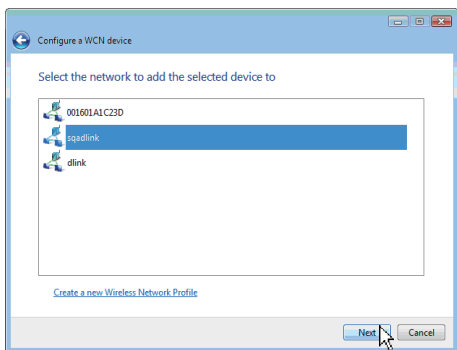 Configure a WCN device
Select the network to add the selected device to
001601A1C23D
sqadlink
dlink
Create a new Wireless Network Profile
Next
Cancel